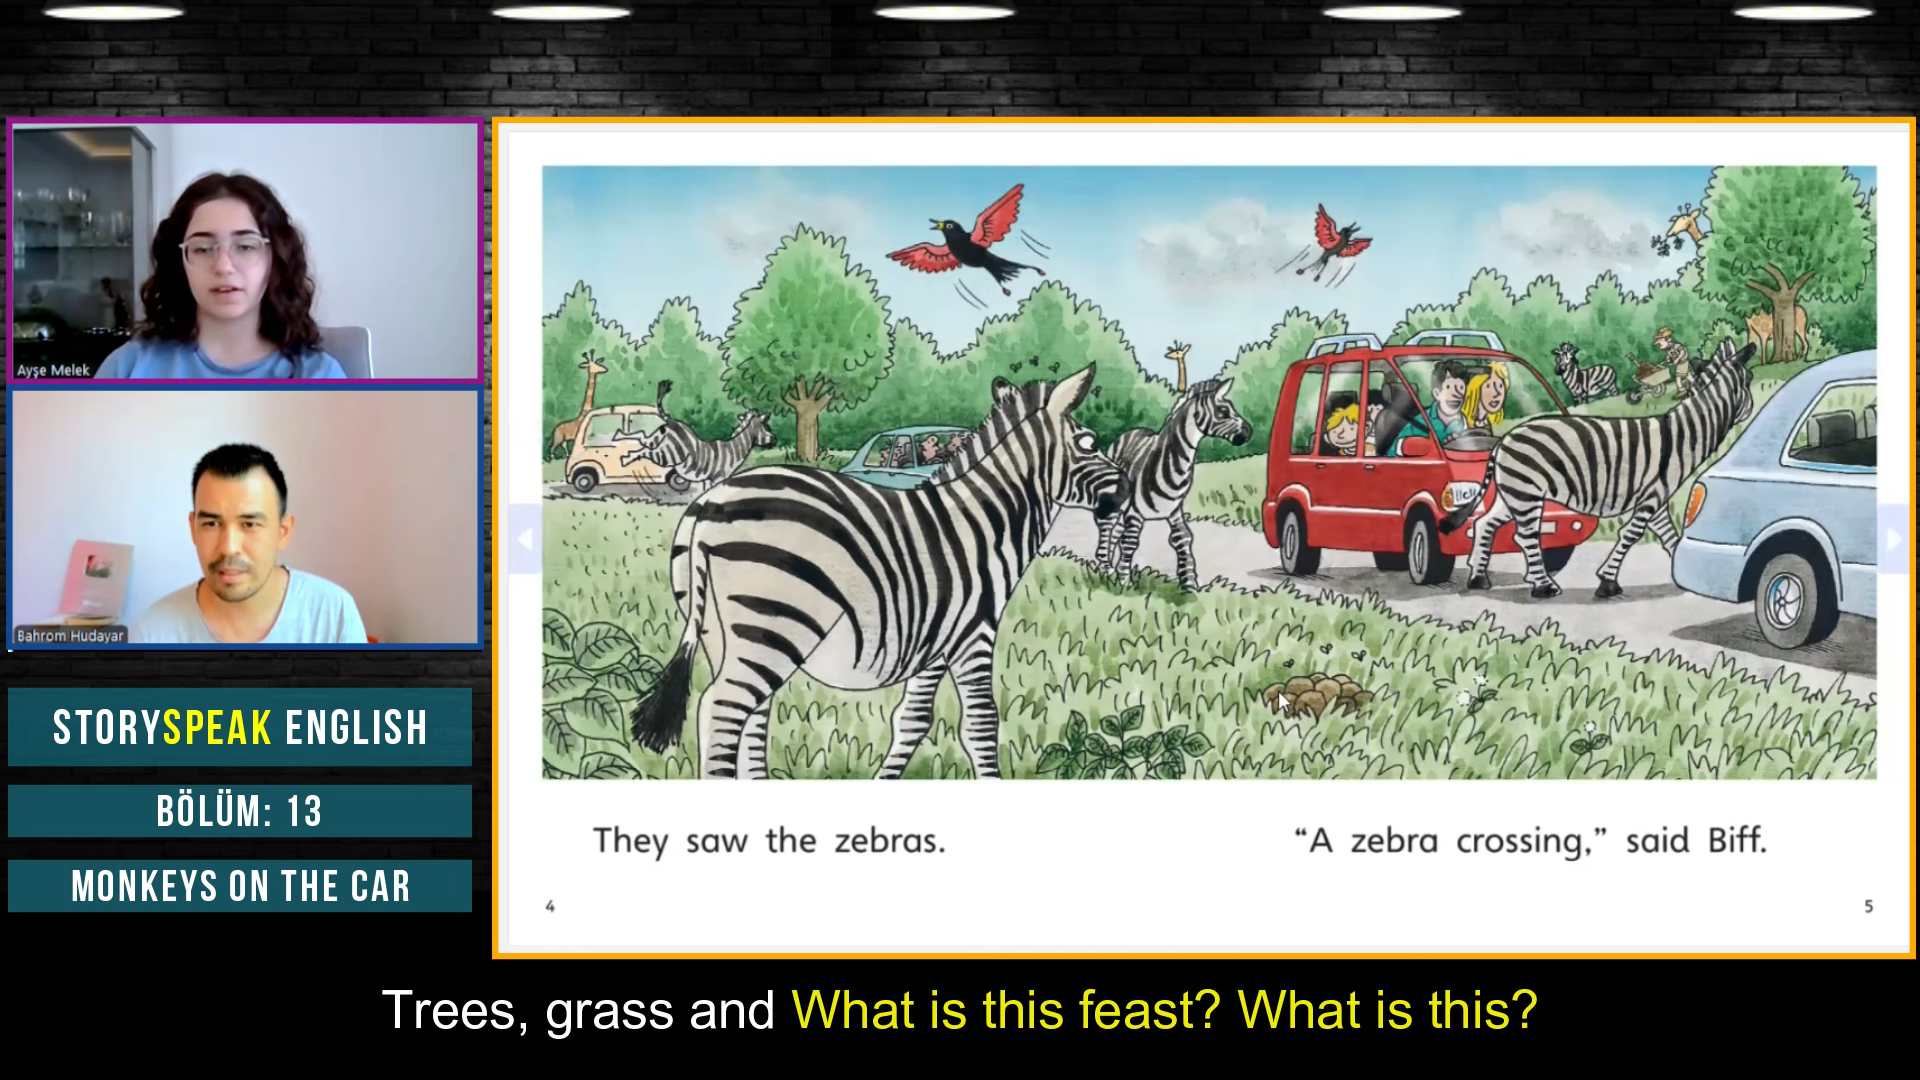 Ayşe Melek
Bahrom Hudayar
STORYSPEAK ENGLISH
BÖLÜM: 13
MONKEYS ON THE CAR
They saw the zebras.
“A zebra crossing,” said Biff.
4
5
Trees, grass and What is this feast? What is this?